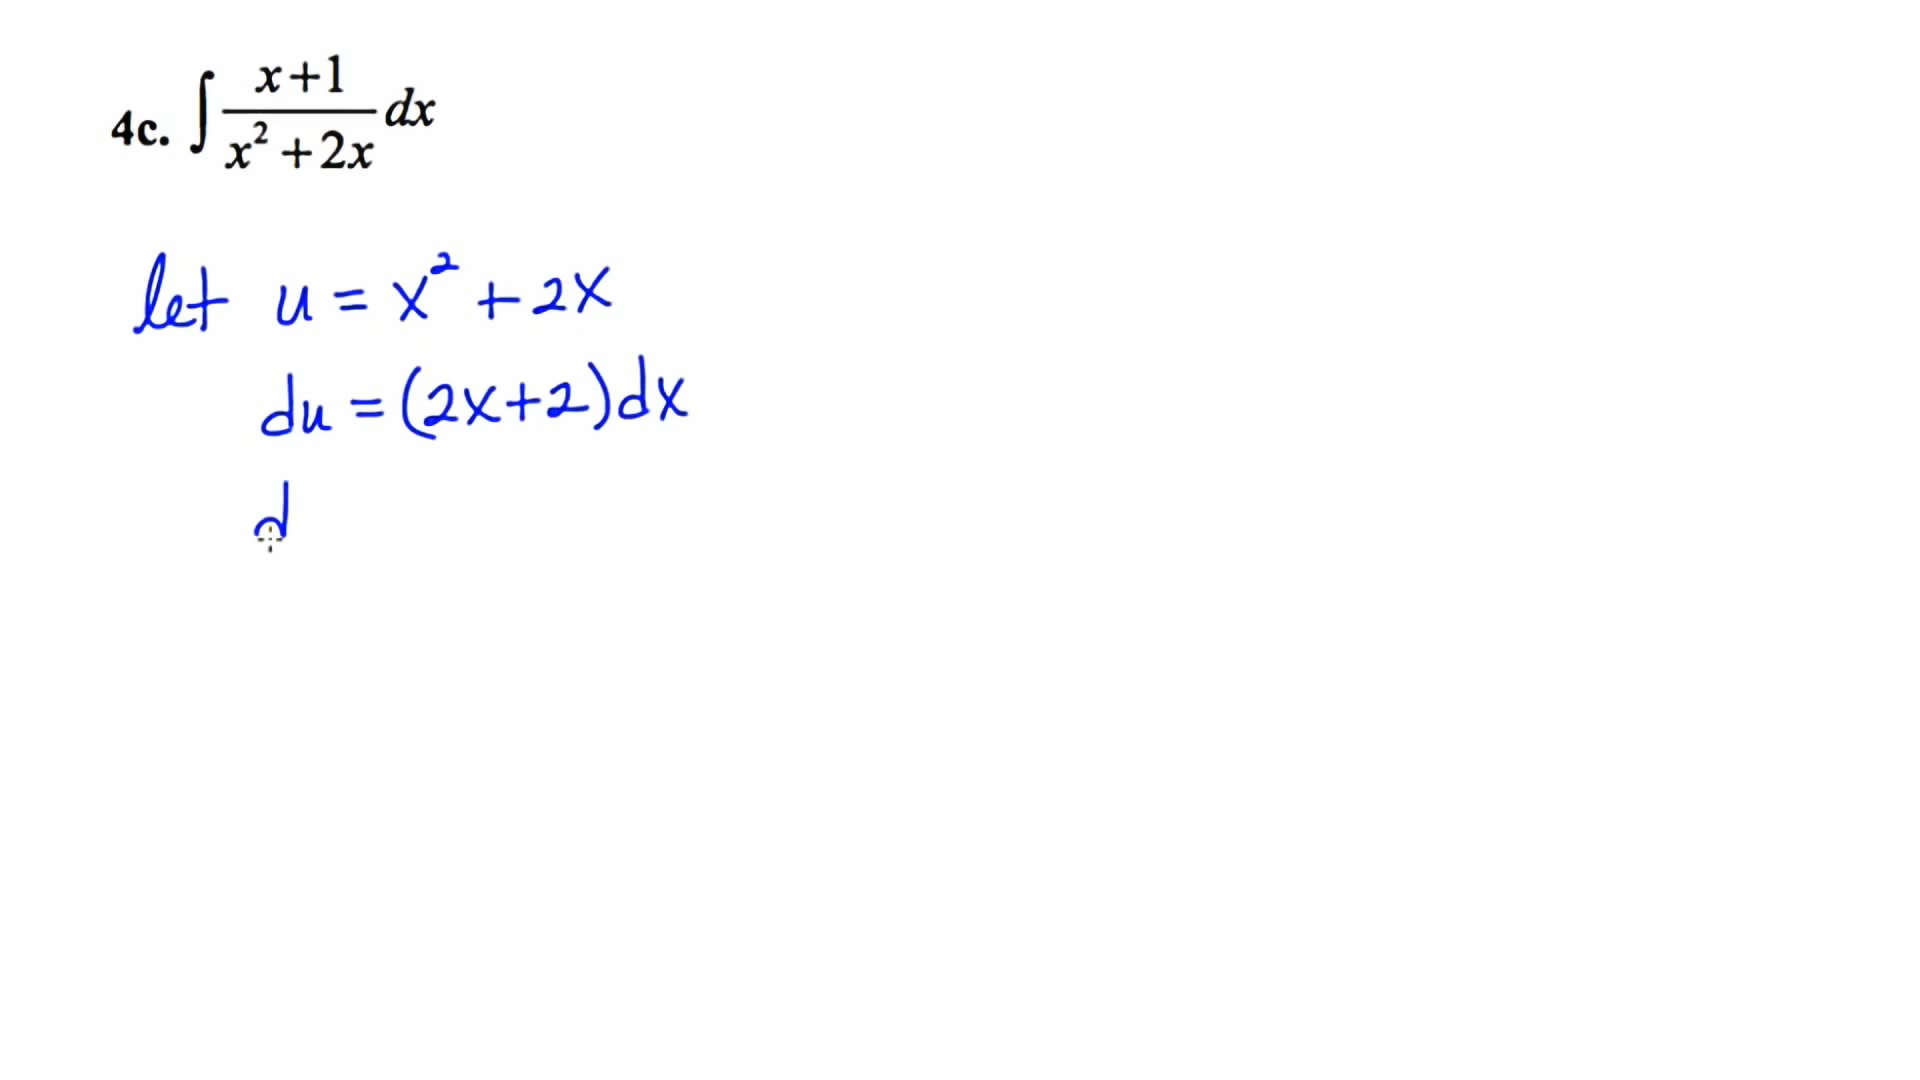 4c. ∫ x+1 / x² + 2x dx
let u = x² + 2x
du = (2x+2)dx
d